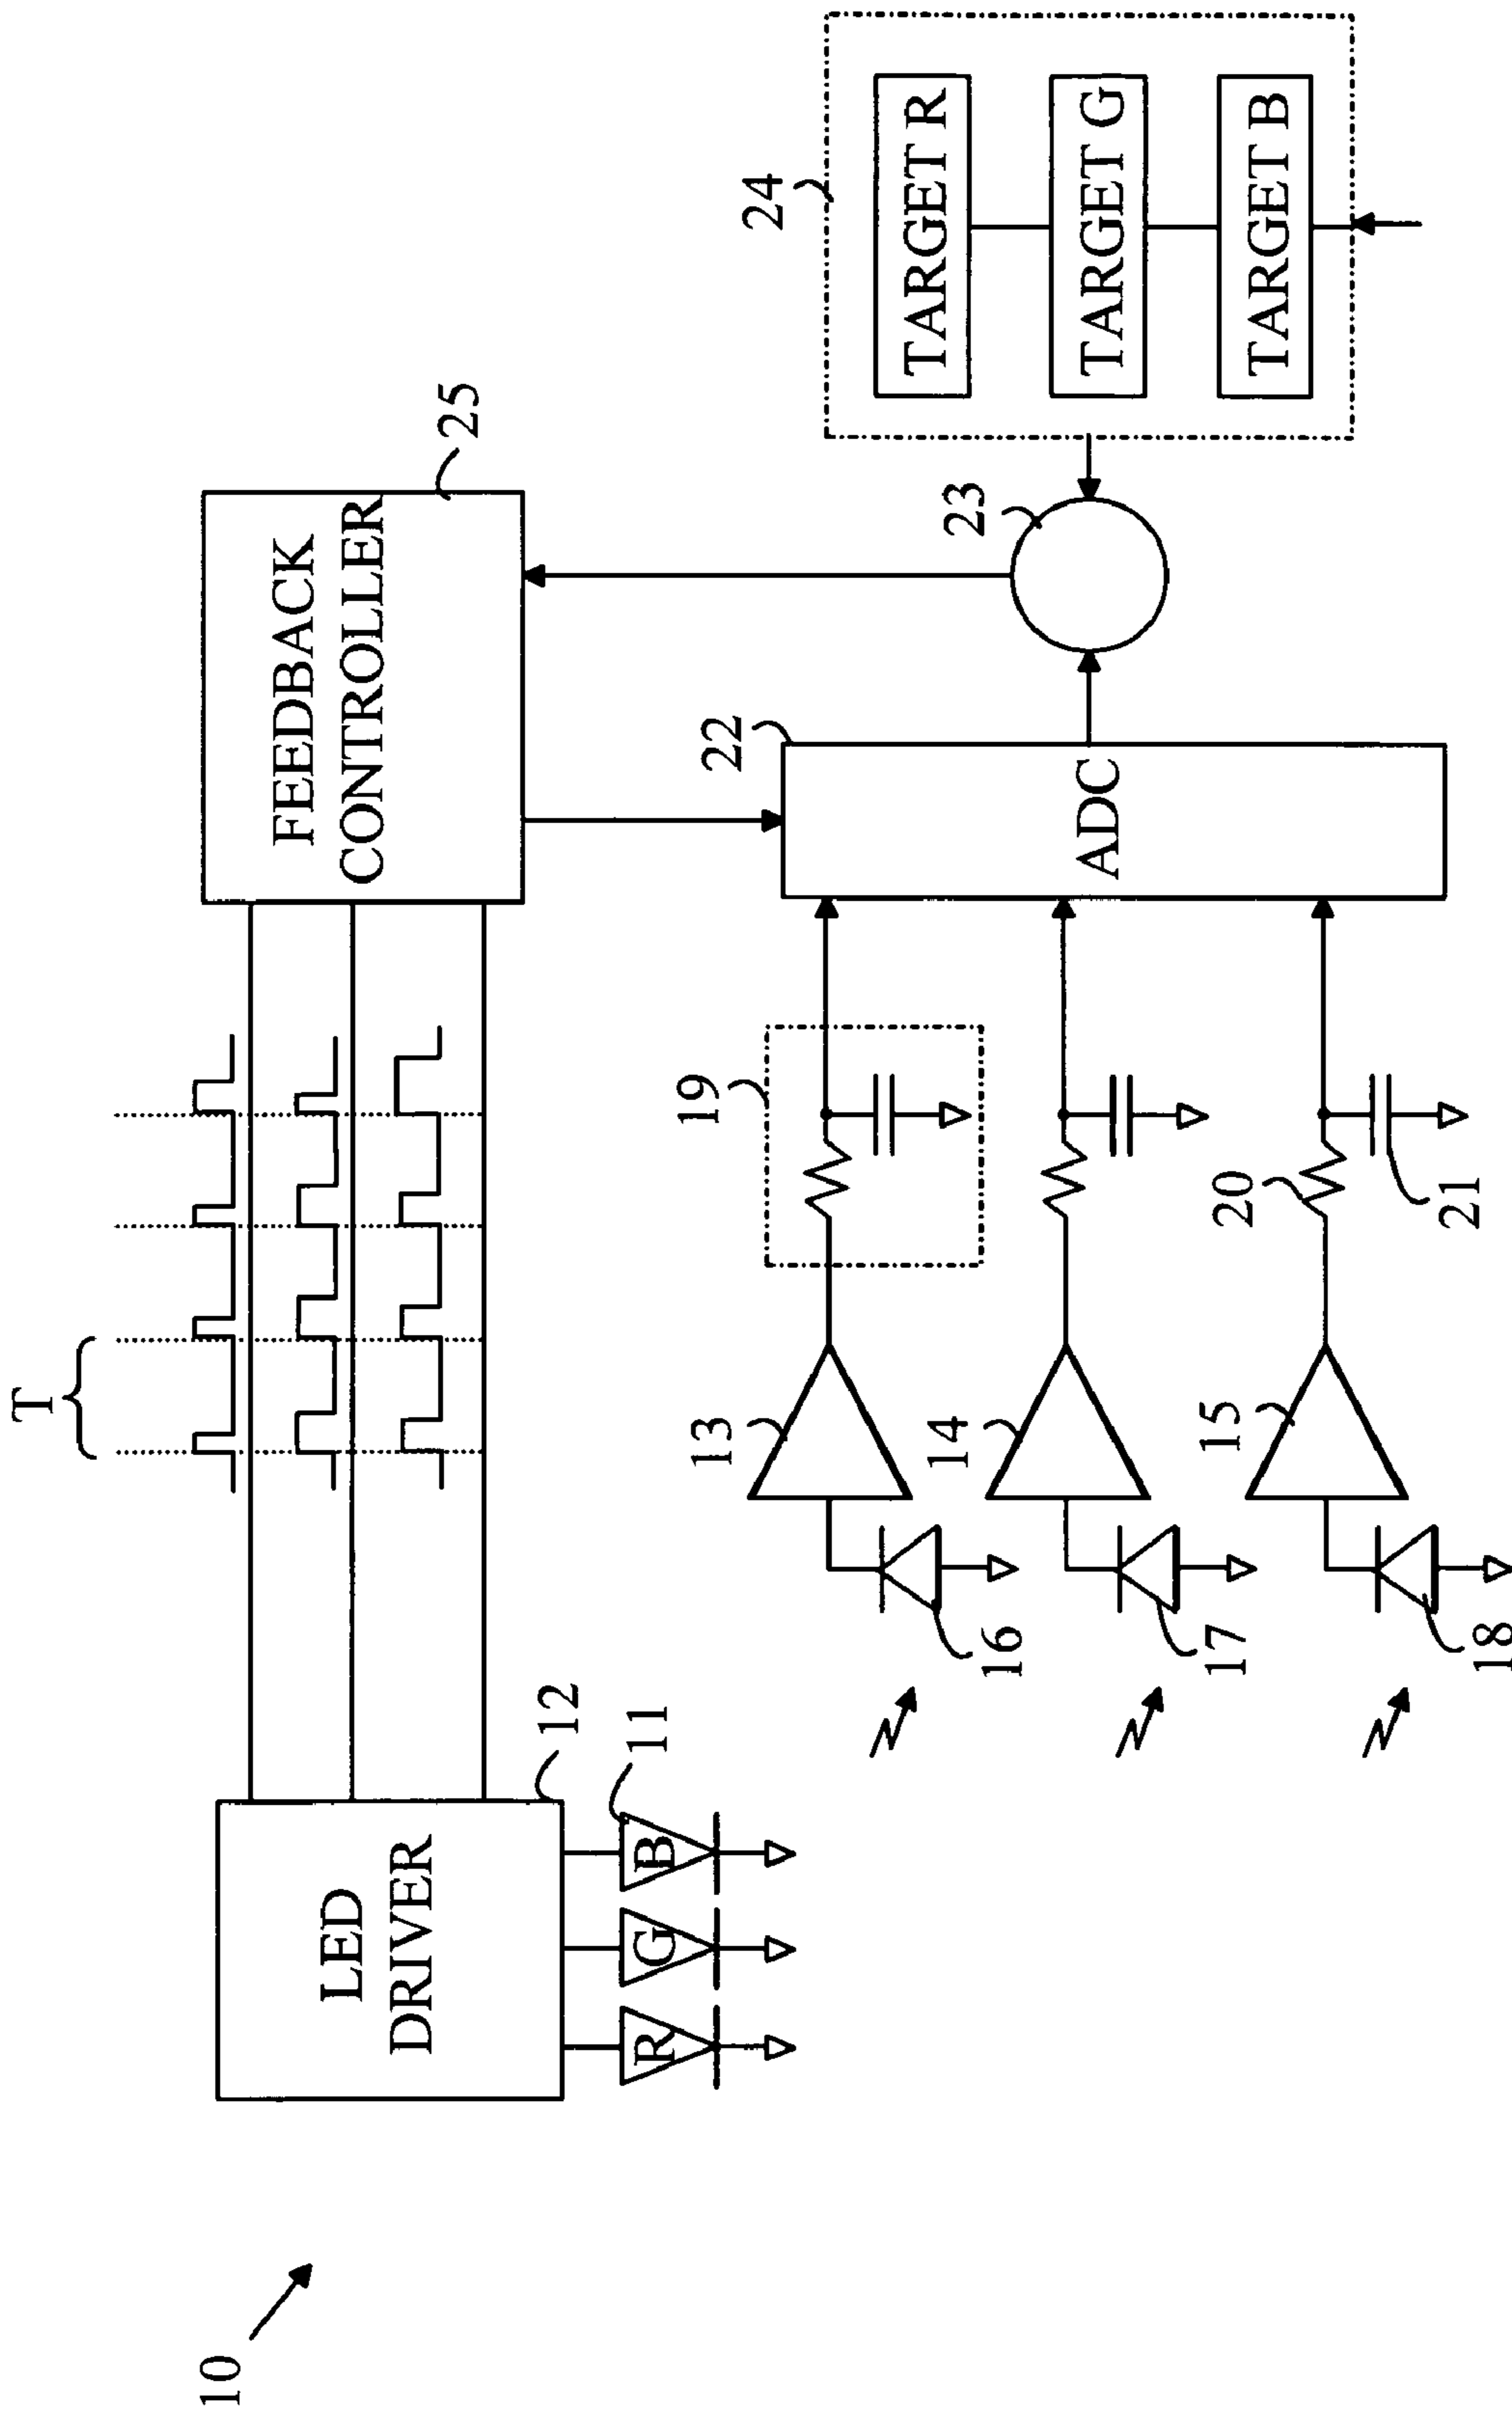 10
T
LED
DRIVER
12
R
G
B
11
FEEDBACK
CONTROLLER
25
16
13
19
17
14
18
15
20
21
22
ADC
23
24
TARGET R
TARGET G
TARGET B